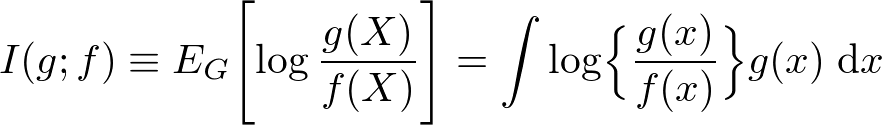 I(g; f) ≡ E_G[log g(X)/f(X)] = ∫ log{g(x)/f(x)}g(x) dx